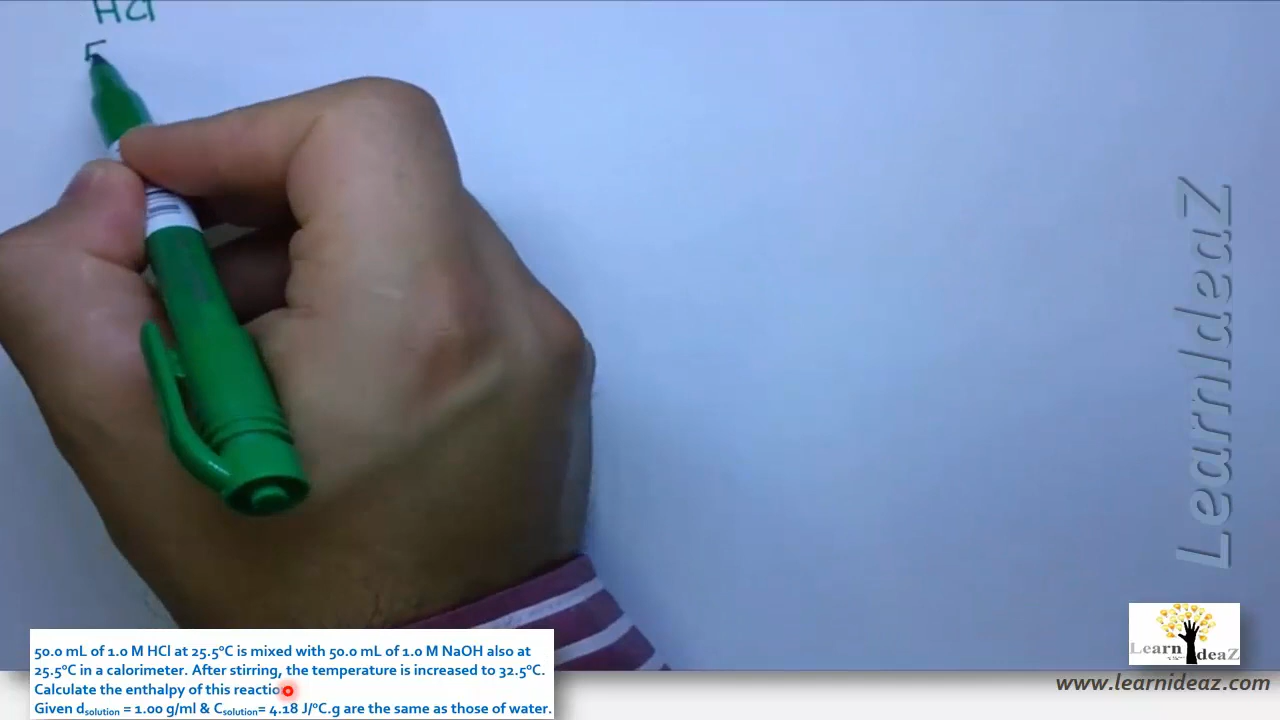 HCl
5
LearnIdeaZ
50.0 mL of 1.0 M HCl at 25.5°C is mixed with 50.0 mL of 1.0 M NaOH also at
25.5°C in a calorimeter. After stirring, the temperature is increased to 32.5°C.
Calculate the enthalpy of this reactio
Given dsolution = 1.00 g/ml & Csolution= 4.18 J/°C.g are the same as those of water.
Learn IdeaZ
www.learnideaz.com